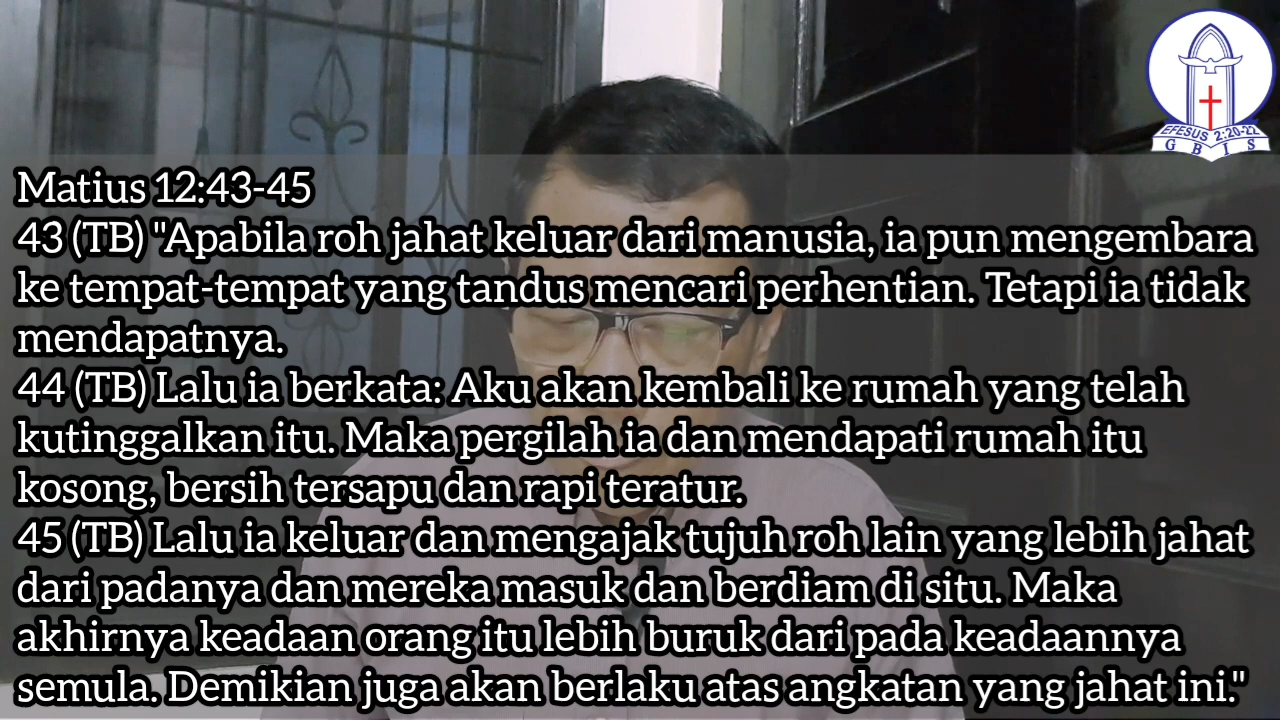 EFESUS 2:20-22
G B I S
Matius 12:43-45
43 (TB) "Apabila roh jahat keluar dari manusia, ia pun mengembara
ke tempat-tempat yang tandus mencari perhentian. Tetapi ia tidak
mendapatnya.
44 (TB) Lalu ia berkata: Aku akan kembali ke rumah yang telah
kutinggalkan itu. Maka pergilah ia dan mendapati rumah itu
kosong, bersih tersapu dan rapi teratur.
45 (TB) Lalu ia keluar dan mengajak tujuh roh lain yang lebih jahat
dari padanya dan mereka masuk dan berdiam di situ. Maka
akhirnya keadaan orang itu lebih buruk dari pada keadaannya
semula. Demikian juga akan berlaku atas angkatan yang jahat ini."